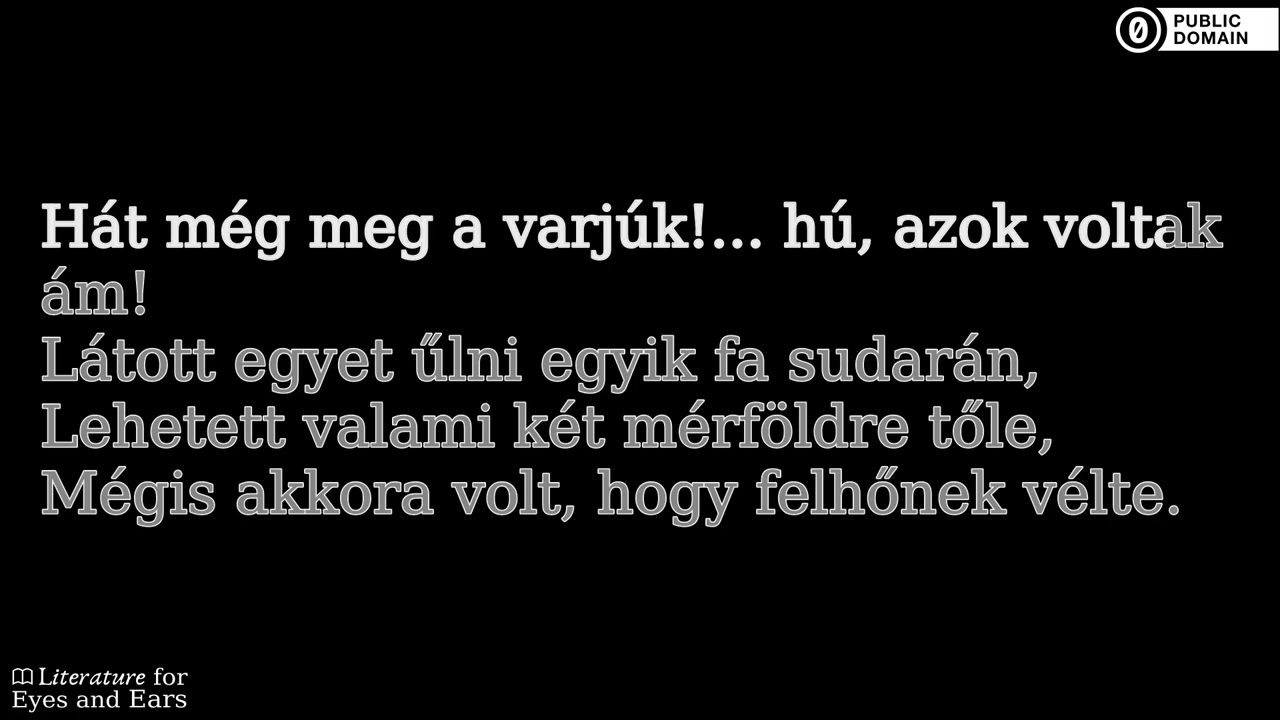 PUBLIC
DOMAIN
Hát még meg a varjúk!... hú, azok voltak
ám!
Látott egyet űlni egyik fa sudarán,
Lehetett valami két mérföldre tőle,
Mégis akkora volt, hogy felhőnek vélte.
Literature for
Eyes and Ears